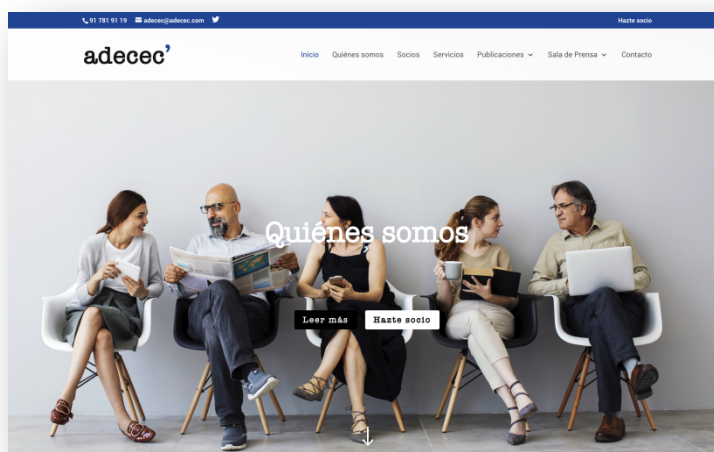 91 781 91 19 adecec@adecec.com Hazte socio
adecec’ Inicio Quiénes somos Socios Servicios Publicaciones Sala de Prensa Contacto
Quiénes somos
Leer más Hazte socio